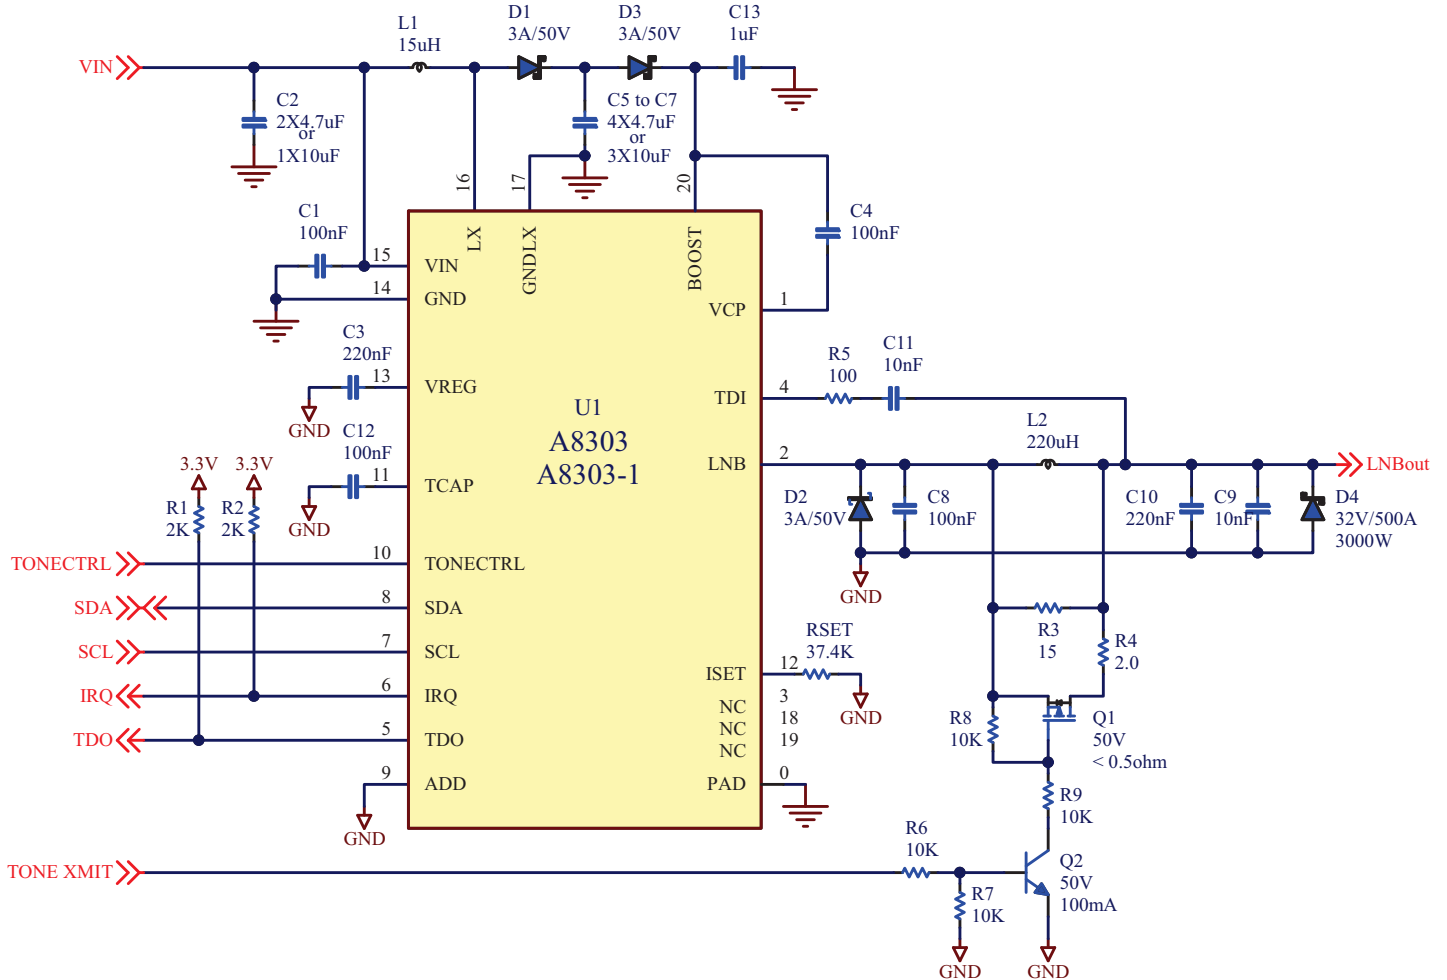 L1
15uH
D1
3A/50V
D3
3A/50V
C13
1uF
VIN
C2
2X4.7uF
or
1X10uF
C5 to C7
4X4.7uF
or
3X10uF
16
17
20
C1
100nF
C4
100nF
LX
GNDLX
BOOST
15
VIN
14
GND
VCP
1
C3
220nF
13
VREG
GND
R5
100
C11
10nF
TDI
4
U1
A8303
A8303-1
C12
100nF
11
TCAP
GND
L2
220uH
LNB
2
LNBout
3.3V
3.3V
R1
2K
R2
2K
D2
3A/50V
C8
100nF
C10
220nF
C9
10nF
D4
32V/500A
3000W
GND
TONECTRL
10
TONECTRL
SDA
8
SDA
SCL
7
SCL
IRQ
6
IRQ
TDO
5
TDO
9
ADD
GND
RSET
37.4K
ISET
12
GND
NC
3
NC
18
NC
19
PAD
0
R3
15
R4
2.0
R8
10K
Q1
50V
< 0.5ohm
R9
10K
TONE XMIT
R6
10K
R7
10K
Q2
50V
100mA
GND
GND